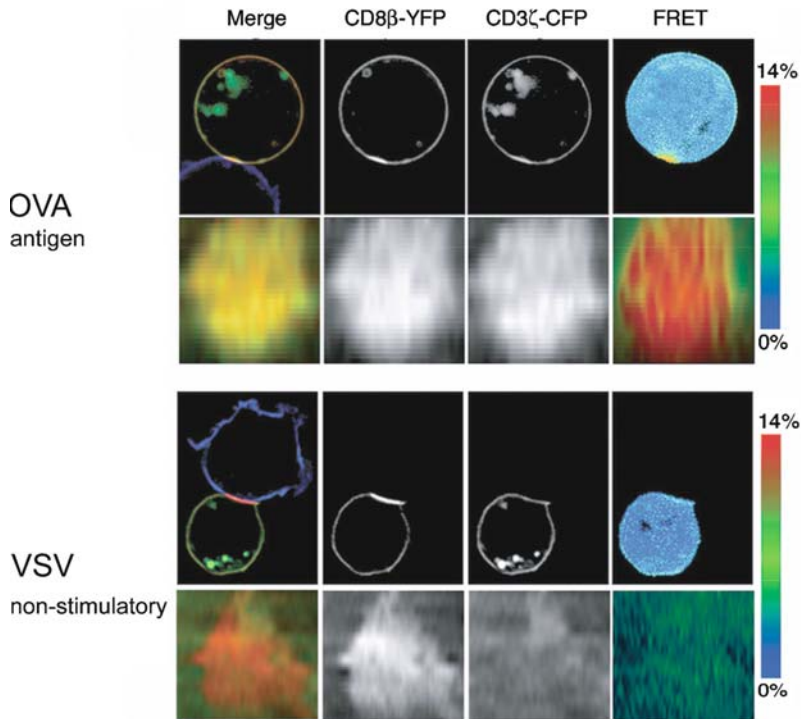 Merge CD8β-YFP CD3ζ-CFP FRET
14%
OVA
antigen
0%
14%
VSV
non-stimulatory
0%